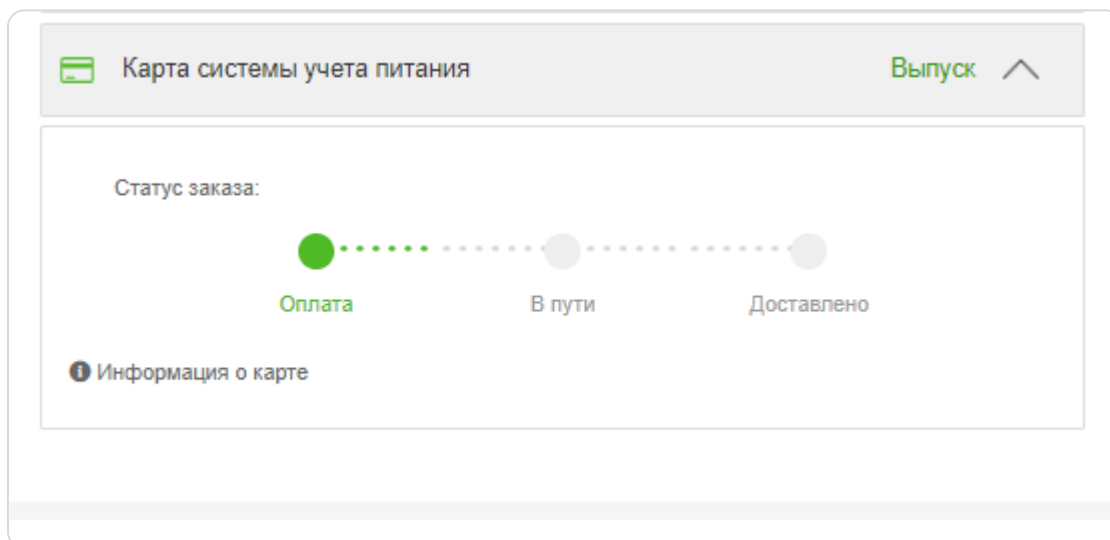 Карта системы учета питания Выпуск
Статус заказа:
Оплата В пути Доставлено
Информация о карте